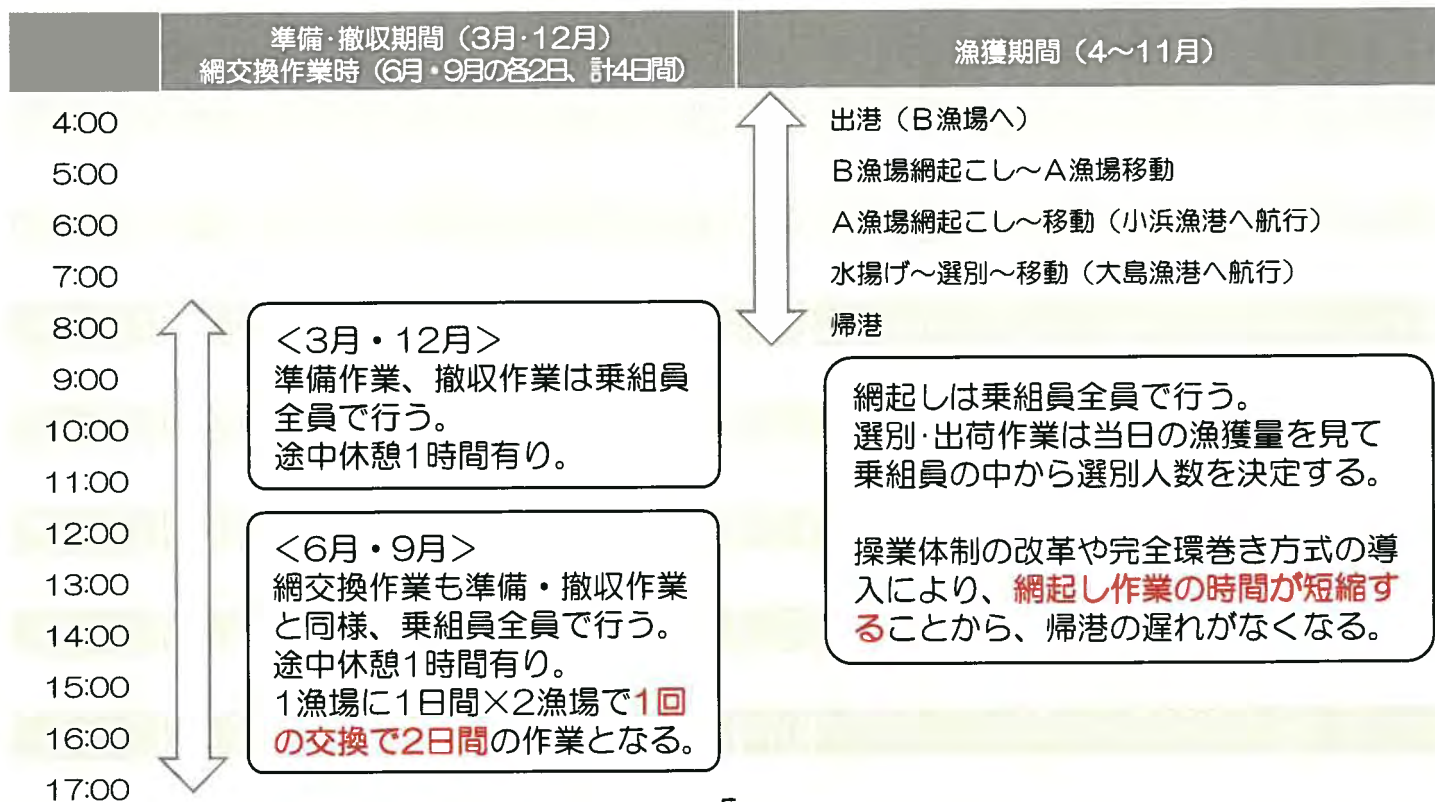 準備・撤収期間（3月・12月）
網交換作業時（6月・9月の各2日、計4日間）
漁獲期間（4～11月）
4:00
出港（B漁場へ）
5:00
B漁場網起こし～A漁場移動
6:00
A漁場網起こし～移動（小浜漁港へ航行）
7:00
水揚げ～選別～移動（大島漁港へ航行）
8:00
帰港
9:00
10:00
11:00
12:00
13:00
14:00
15:00
16:00
17:00
＜3月・12月＞
準備作業、撤収作業は乗組員
全員で行う。
途中休憩1時間有り。
＜6月・9月＞
網交換作業も準備・撤収作業
と同様、乗組員全員で行う。
途中休憩1時間有り。
1漁場に1日間×2漁場で1回
の交換で2日間の作業となる。
網起しは乗組員全員で行う。
選別・出荷作業は当日の漁獲量を見て
乗組員の中から選別人数を決定する。
操業体制の改革や完全環巻き方式の導
入により、網起し作業の時間が短縮す
ることから、帰港の遅れがなくなる。